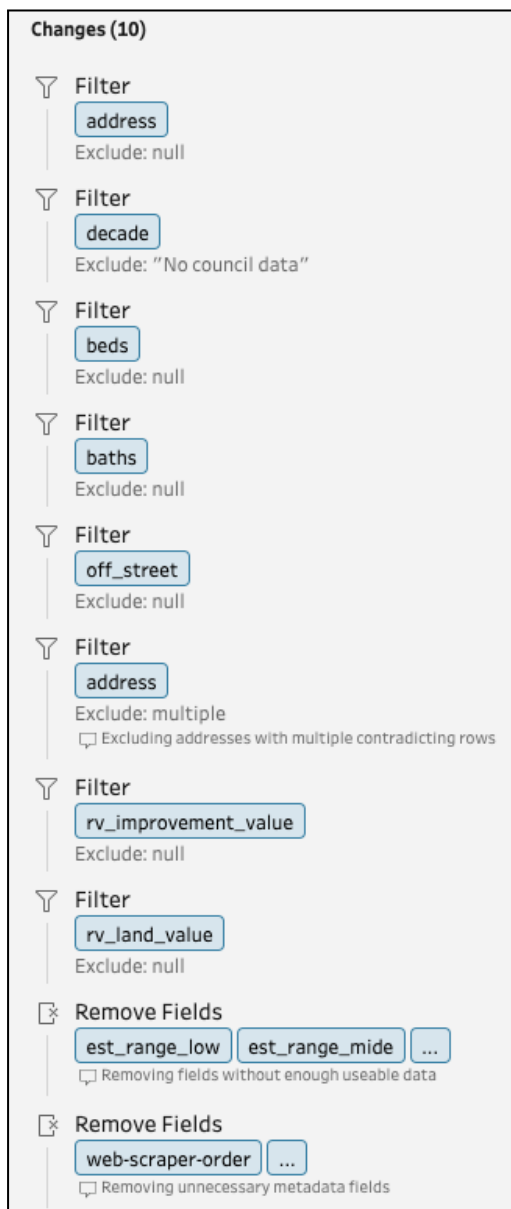 Changes (10)
Filter
address
Exclude: null
Filter
decade
Exclude: "No council data"
Filter
beds
Exclude: null
Filter
baths
Exclude: null
Filter
off_street
Exclude: null
Filter
address
Exclude: multiple
Excluding addresses with multiple contradicting rows
Filter
rv_improvement_value
Exclude: null
Filter
rv_land_value
Exclude: null
Remove Fields
est_range_low est_range_mide ...
Removing fields without enough useable data
Remove Fields
web-scraper-order ...
Removing unnecessary metadata fields